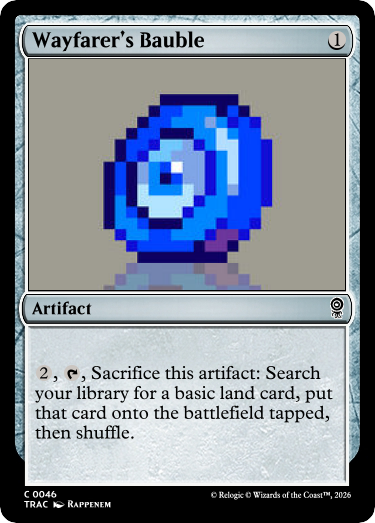 Wayfarer's Bauble 1
Artifact
2, , Sacrifice this artifact: Search
your library for a basic land card, put
that card onto the battlefield tapped,
then shuffle.
C 0046
TRAC Rappenem
© Relogic © Wizards of the Coast™, 2026